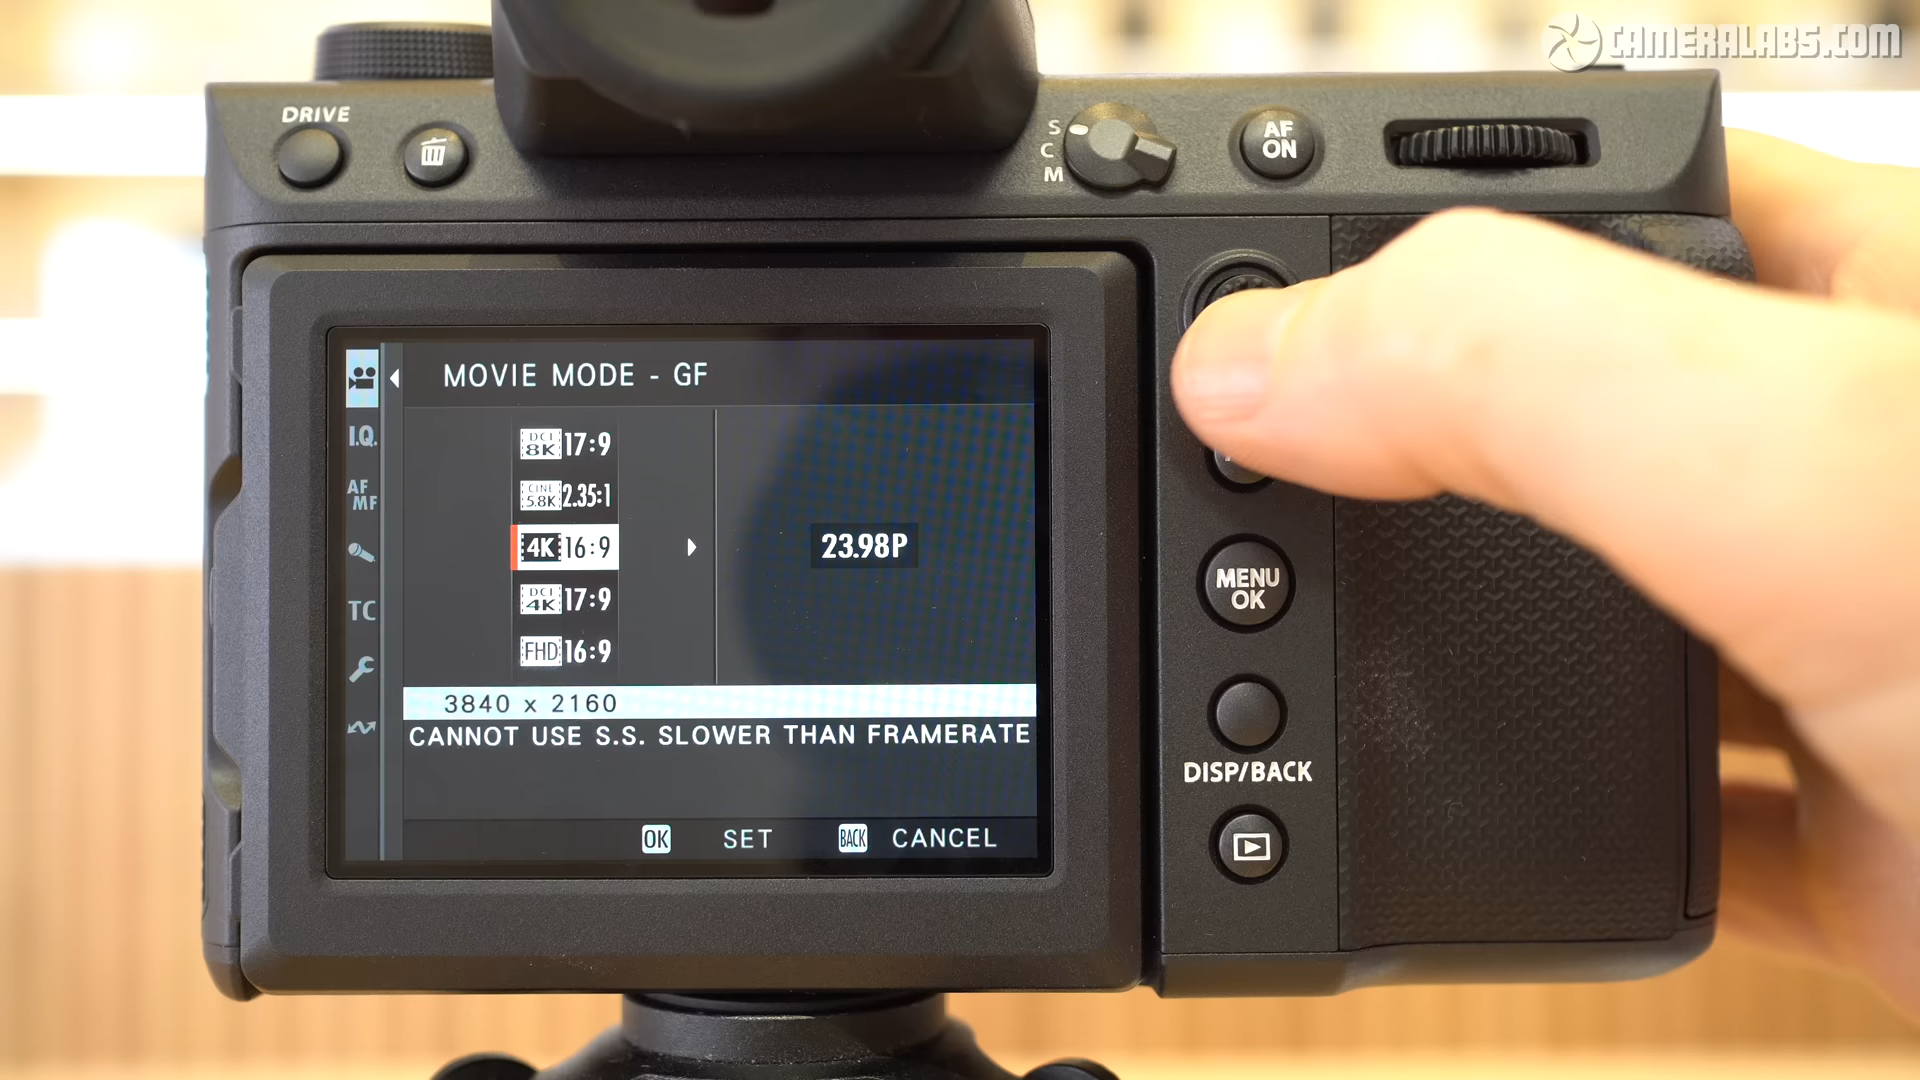 CAMERALABS.COM
DRIVE
S
C
M
AF
ON
MOVIE MODE - GF
I.Q.
AF
MF
TC
DCI
8K 17:9
CINE
5.8K 2.35:1
4K 16:9
23.98P
DCI
4K 17:9
FHD 16:9
3840 x 2160
CANNOT USE S.S. SLOWER THAN FRAMERATE
OK SET BACK CANCEL
MENU
OK
DISP/BACK